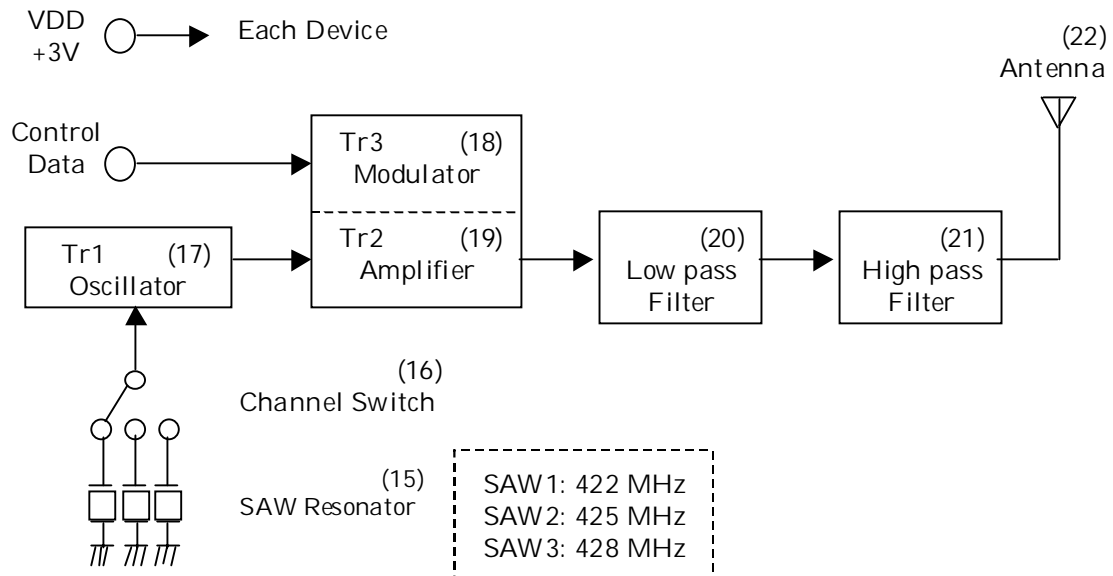 VDD
+3V
Each Device
(22)
Antenna
Control
Data
Tr3 (18)
Modulator
Tr1 (17)
Oscillator
Tr2 (19)
Amplifier
(20)
Low pass
Filter
(21)
High pass
Filter
(16)
Channel Switch
(15)
SAW Resonator
SAW1: 422 MHz
SAW2: 425 MHz
SAW3: 428 MHz